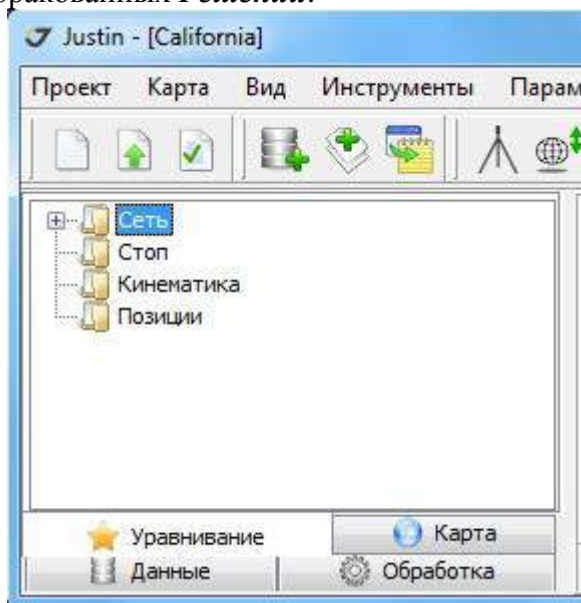 Justin - [California]
Проект Карта Вид Инструменты
Сеть
Стоп
Кинематика
Позиции
Уравнивание Карта
Данные Обработка